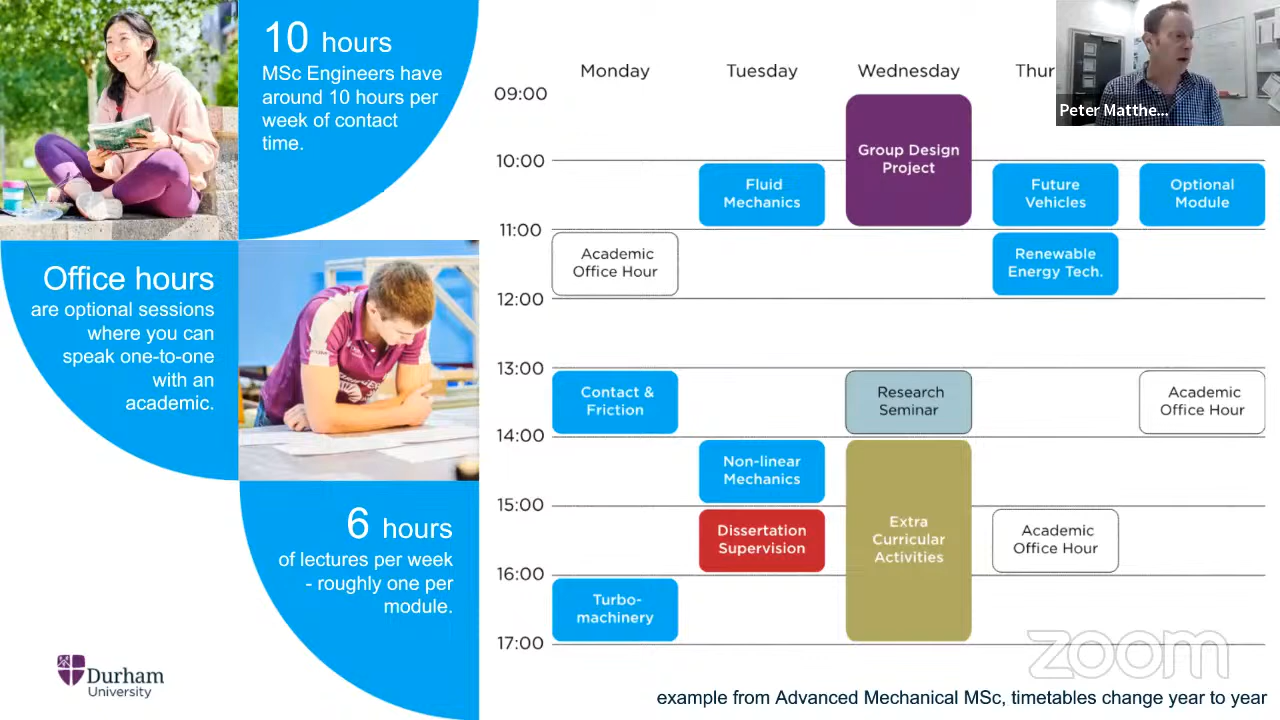 10 hours
MSc Engineers have
around 10 hours per
week of contact
time.
Office hours
are optional sessions
where you can
speak one-to-one
with an
academic.
6 hours
of lectures per week
- roughly one per
module.
Durham
University
Monday
Tuesday
Wednesday
Thur
Peter Matthe...
09:00
Group Design
Project
10:00
Fluid
Mechanics
Future
Vehicles
Optional
Module
11:00
Academic
Office Hour
Renewable
Energy Tech.
12:00
13:00
Contact &
Friction
Research
Seminar
Academic
Office Hour
14:00
Non-linear
Mechanics
Extra
Curricular
Activities
15:00
Dissertation
Supervision
Academic
Office Hour
16:00
Turbo-
machinery
17:00
zoom
example from Advanced Mechanical MSc, timetables change year to year